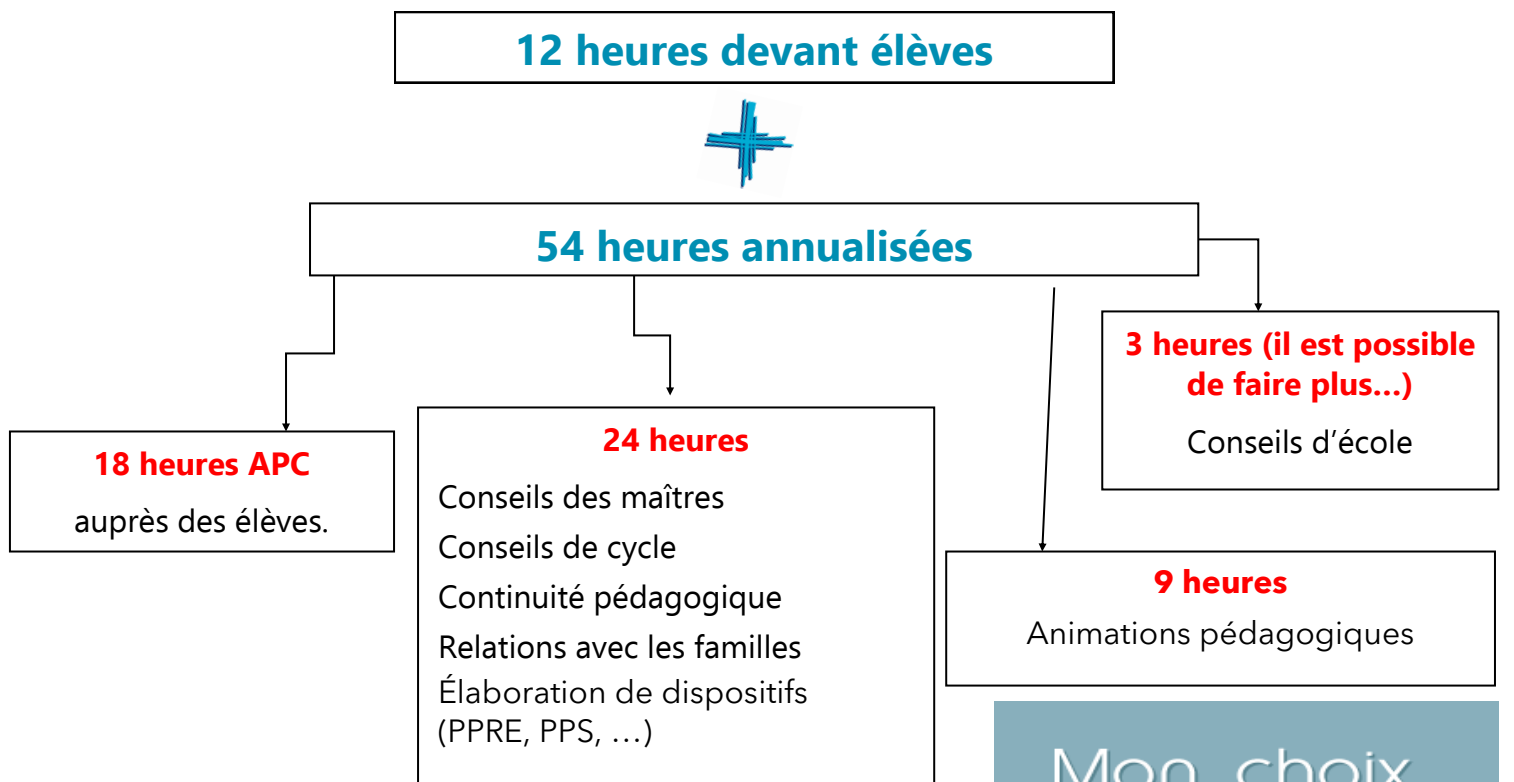 12 heures devant élèves
54 heures annualisées
18 heures APC
auprès des élèves.
24 heures
Conseils des maîtres
Conseils de cycle
Continuité pédagogique
Relations avec les familles
Élaboration de dispositifs
(PPRE, PPS, …)
3 heures (il est possible
de faire plus…)
Conseils d’école
9 heures
Animations pédagogiques
Mon choix